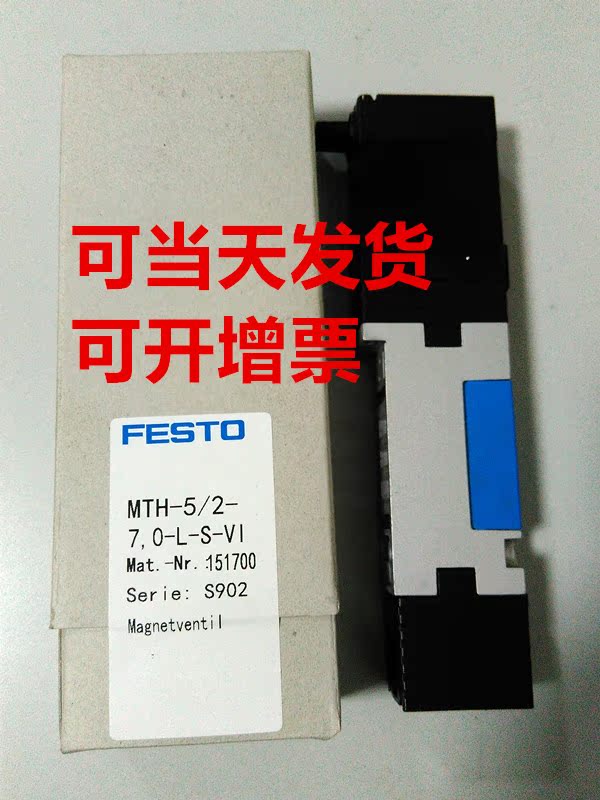 可当天发货
可开增票
FESTO
MTH-5/2-
7,0-L-S-VI
Mat.-Nr.:151700
Serie: S902
Magnetventil